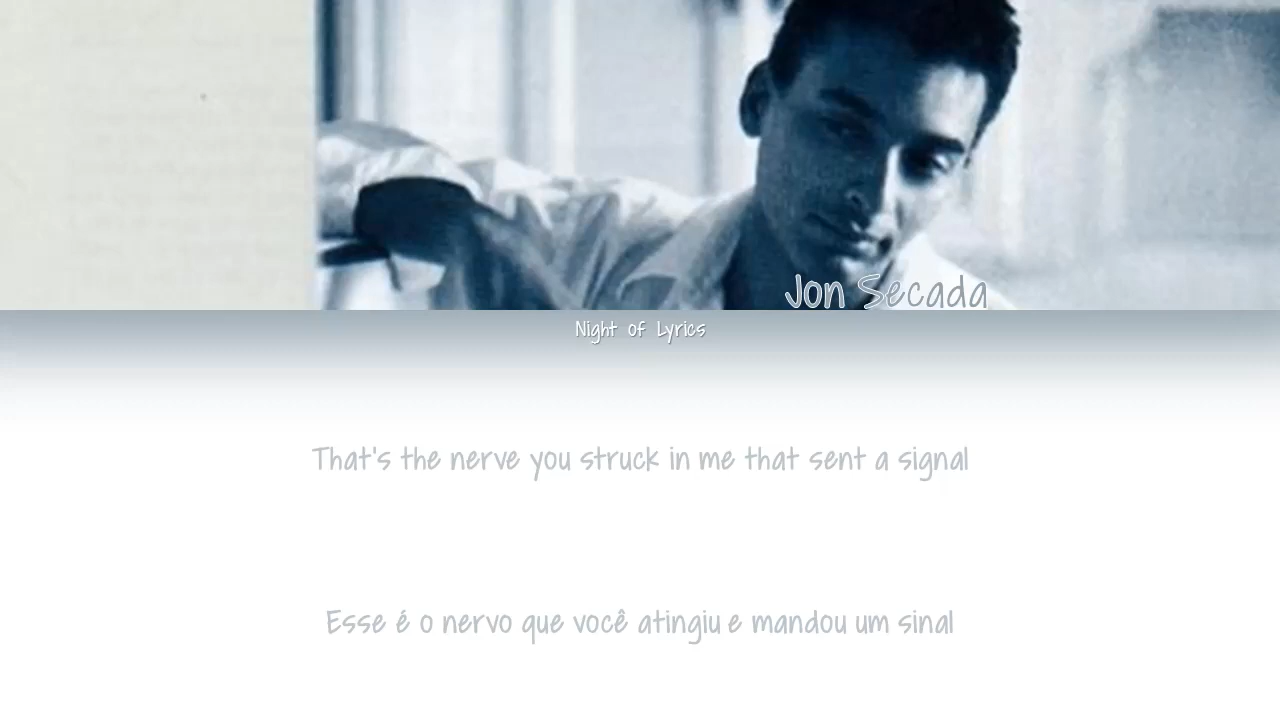 Jon Secada
Night of Lyrics
That's the nerve you struck in me that sent a signal
Esse é o nervo que você atingiu e mandou um sinal